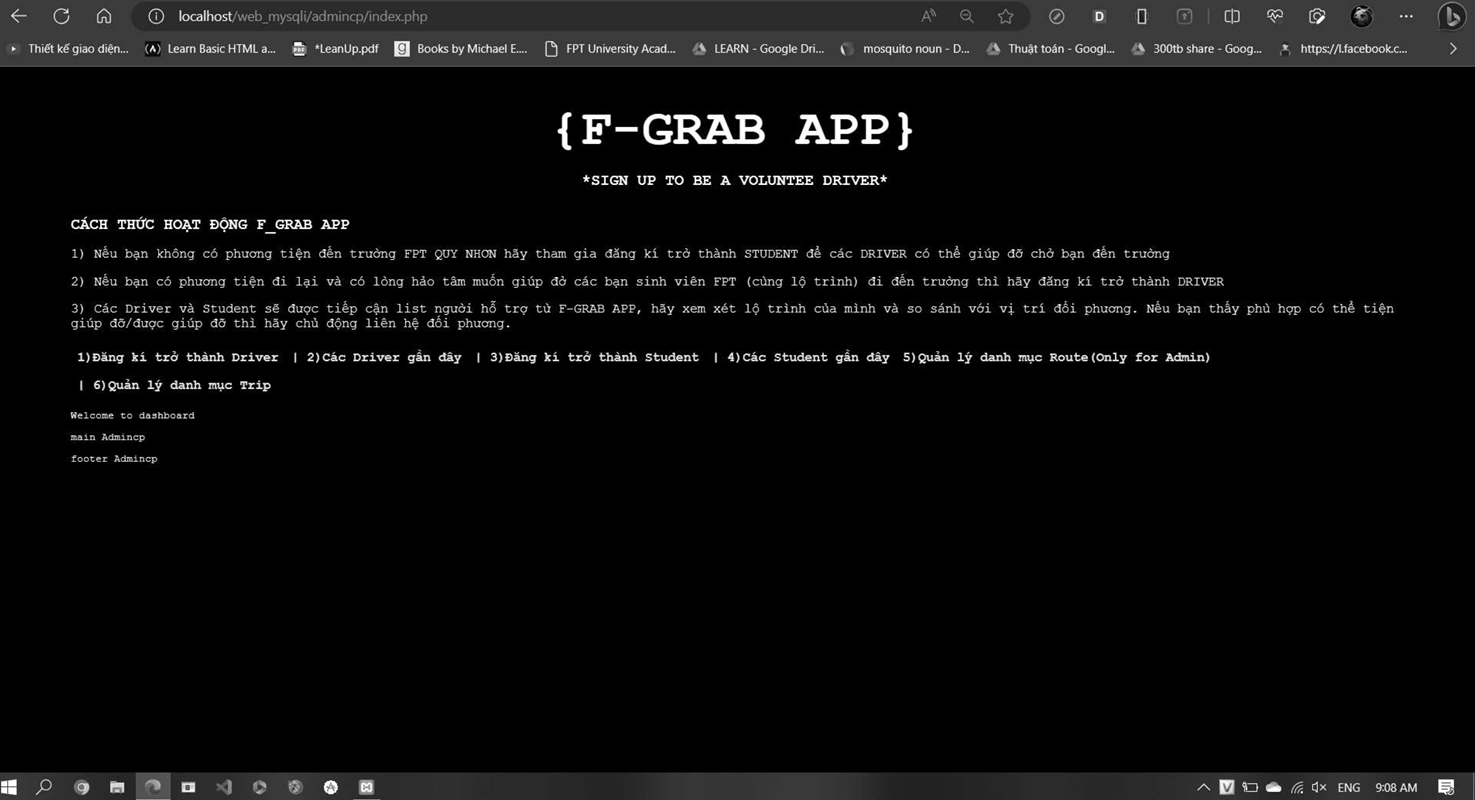 localhost/web_mysqli/admincp/index.php
Thiết kế giao diện... Learn Basic HTML a... *LeanUp.pdf Books by Michael E.... FPT University Acad... LEARN - Google Dri... mosquito noun - D... Thuật toán - Googl... 300tb share - Goog... https://l.facebook.c...
{F-GRAB APP}
*SIGN UP TO BE A VOLUNTEE DRIVER*
CÁCH THỨC HOẠT ĐỘNG F_GRAB APP
1) Nếu bạn không có phương tiện đến trường FPT QUY NHƠN hãy tham gia đăng kí trở thành STUDENT để các DRIVER có thể giúp đỡ chở bạn đến trường
2) Nếu bạn có phương tiện đi lại và có lòng hảo tâm muốn giúp đở các bạn sinh viên FPT (cùng lộ trình) đi đến trường thì hãy đăng kí trở thành DRIVER
3) Các Driver và Student sẽ được tiếp cận list người hỗ trợ từ F-GRAB APP, hãy xem xét lộ trình của mình và so sánh với vị trí đối phương. Nếu bạn thấy phù hợp có thể tiện
giúp đỡ/được giúp đỡ thì hãy chủ động liên hệ đối phương.
1)Đăng kí trở thành Driver | 2)Các Driver gần đây | 3)Đăng kí trở thành Student | 4)Các Student gần đây 5)Quản lý danh mục Route(Only for Admin)
| 6)Quản lý danh mục Trip
Welcome to dashboard
main Admincp
footer Admincp
ENG 9:08 AM